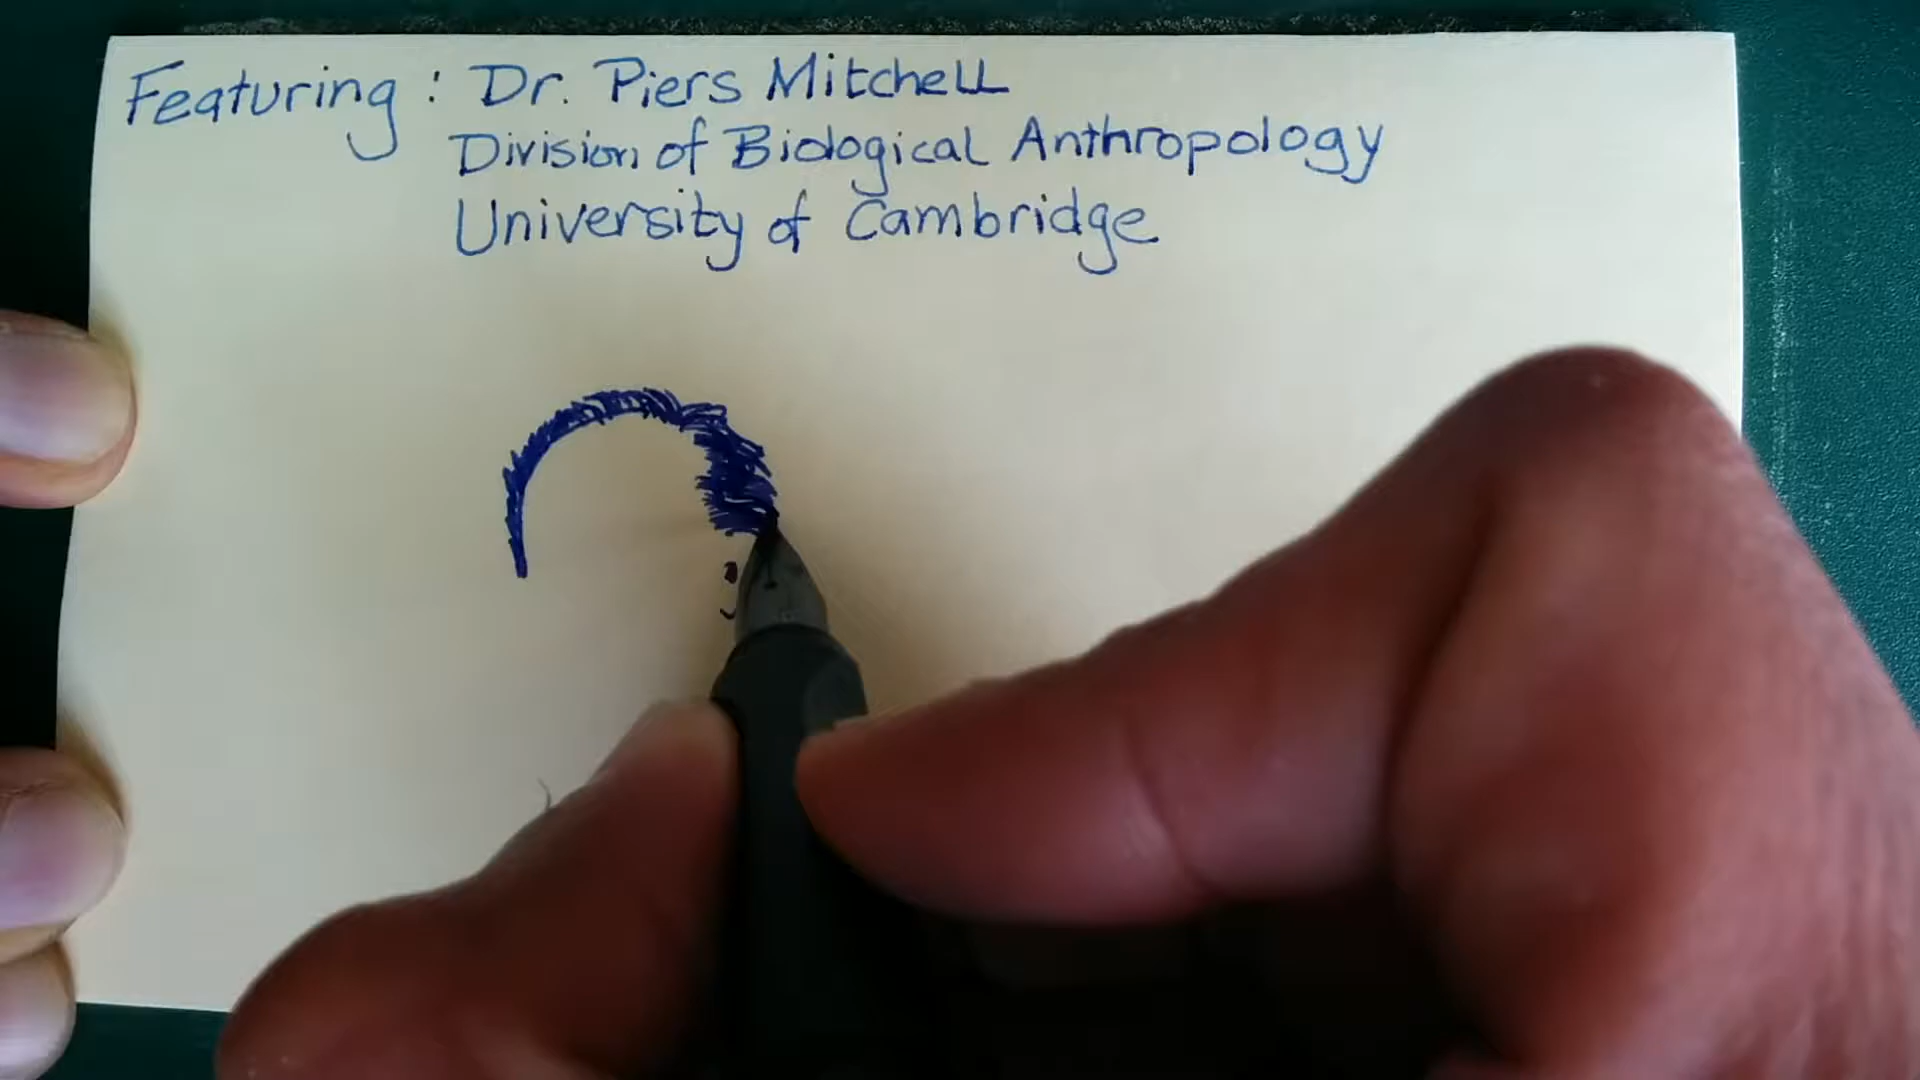 Featuring: Dr. Piers Mitchell
Division of Biological Anthropology
University of Cambridge